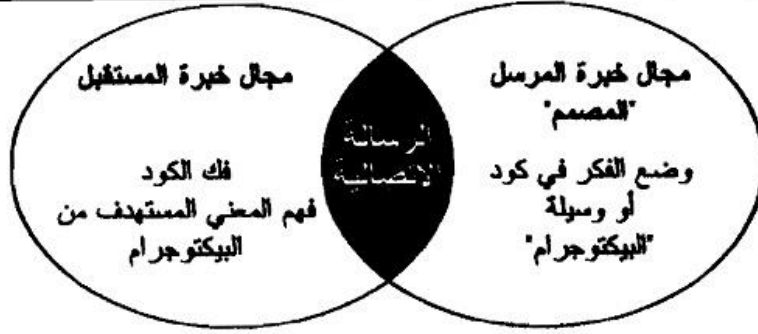 مجال خبرة المرسل
"المصمم"
وضع الفكر في كود
أو وسيلة
"البيكتوجرام"
الرسالة
الاتصالية
مجال خبرة المستقبل
فك الكود
فهم المعني المستهدف من
البيكتوجرام